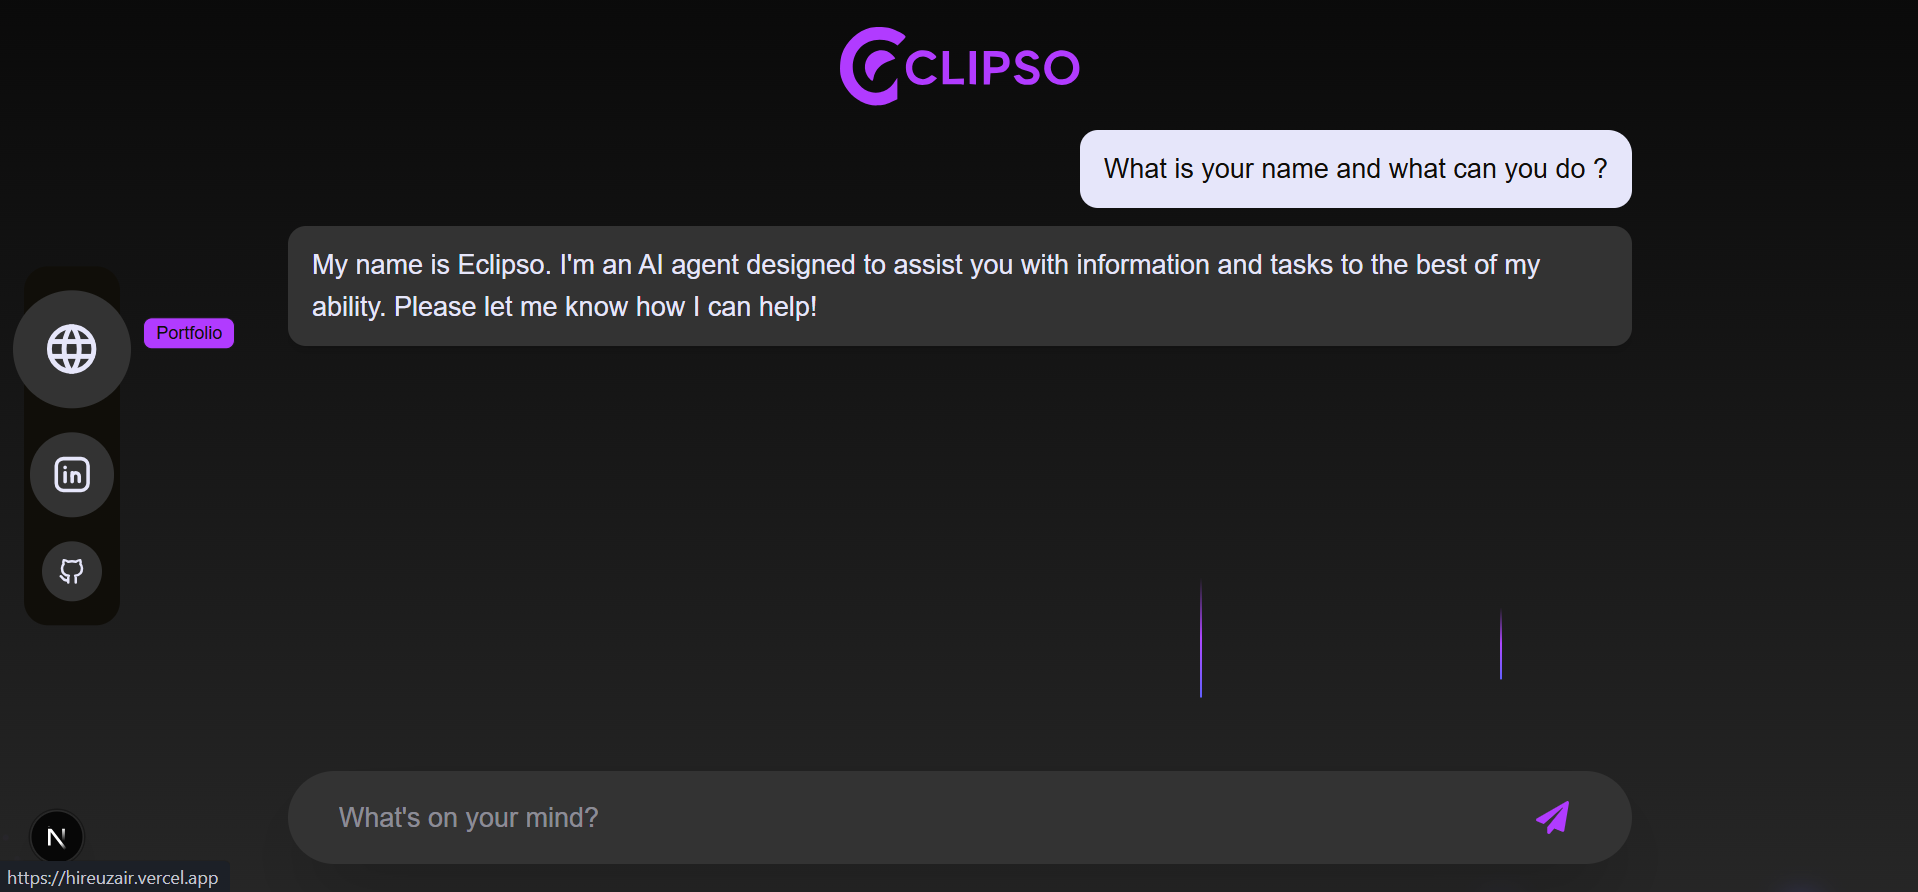 CLIPSO
What is your name and what can you do ?
My name is Eclipso. I'm an AI agent designed to assist you with information and tasks to the best of my
ability. Please let me know how I can help!
Portfolio
in
What's on your mind?
N
https://hireuzair.vercel.app